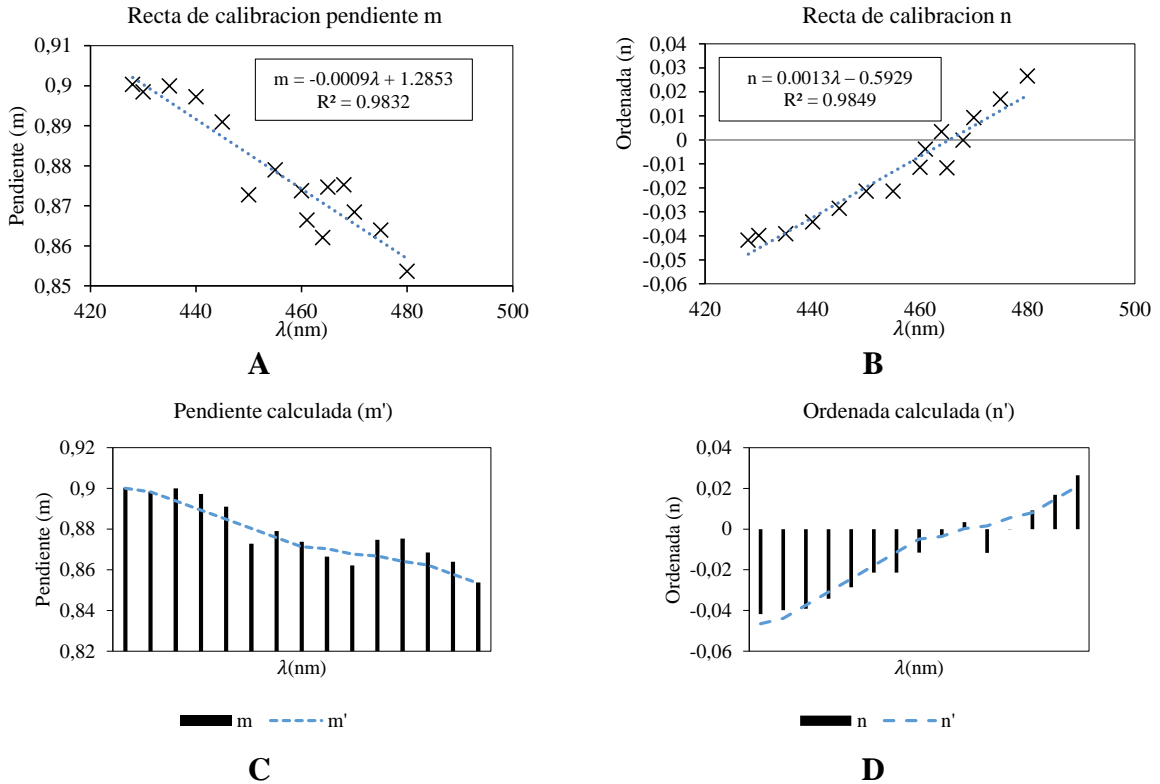 Recta de calibracion pendiente m
0,91
0,9
0,89
0,88
0,87
0,86
0,85
Pendiente (m)
m = -0.0009λ + 1.2853
R² = 0.9832
420 440 460 480 500
λ(nm)
A
Recta de calibracion n
0,04
0,03
0,02
0,01
0
-0,01
-0,02
-0,03
-0,04
-0,05
-0,06
Ordenada (n)
n = 0.0013λ – 0.5929
R² = 0.9849
420 440 460 480 500
λ(nm)
B
Pendiente calculada (m')
0,92
0,9
0,88
0,86
0,84
0,82
Pendiente (m)
λ(nm)
m m'
C
Ordenada calculada (n')
0,04
0,02
0
-0,02
-0,04
-0,06
Ordenada (n)
λ(nm)
n n'
D